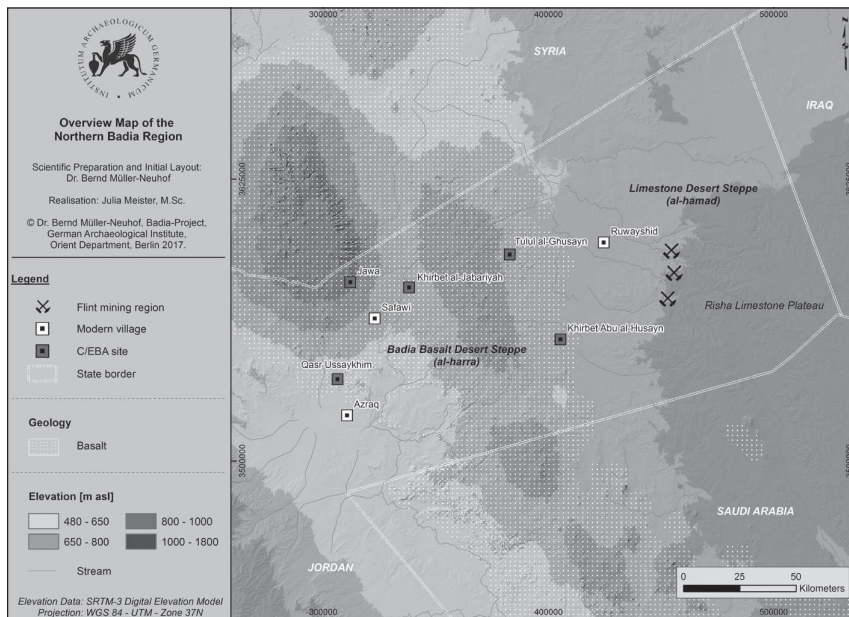 INSTITUTUM ARCHAEOLOGICUM GERMANICUM
Overview Map of the
Northern Badia Region
Scientific Preparation and Initial Layout:
Dr. Bernd Müller-Neuhof
Realisation: Julia Meister, M.Sc.
© Dr. Bernd Müller-Neuhof, Badia-Project,
German Archaeological Institute,
Orient Department, Berlin 2017.
Legend
Flint mining region
Modern village
C/EBA site
State border
Geology
Basalt
Elevation [m asl]
480 - 650
800 - 1000
650 - 800
1000 - 1800
Stream
Elevation Data: SRTM-3 Digital Elevation Model
Projection: WGS 84 - UTM - Zone 37N
300000
400000
500000
SYRIA
IRAQ
3625000
3625000
Limestone Desert Steppe
(al-hamad)
Ruwayshid
Tulul al-Ghusayn
Jawa
Khirbet al-Jabariyah
Risha Limestone Plateau
Safawi
Khirbet Abu al-Husayn
Badia Basalt Desert Steppe
(al-harra)
Qasr Ussaykhim
Azraq
3500000
3500000
SAUDI ARABIA
JORDAN
0
25
50
Kilometers
300000
400000
500000